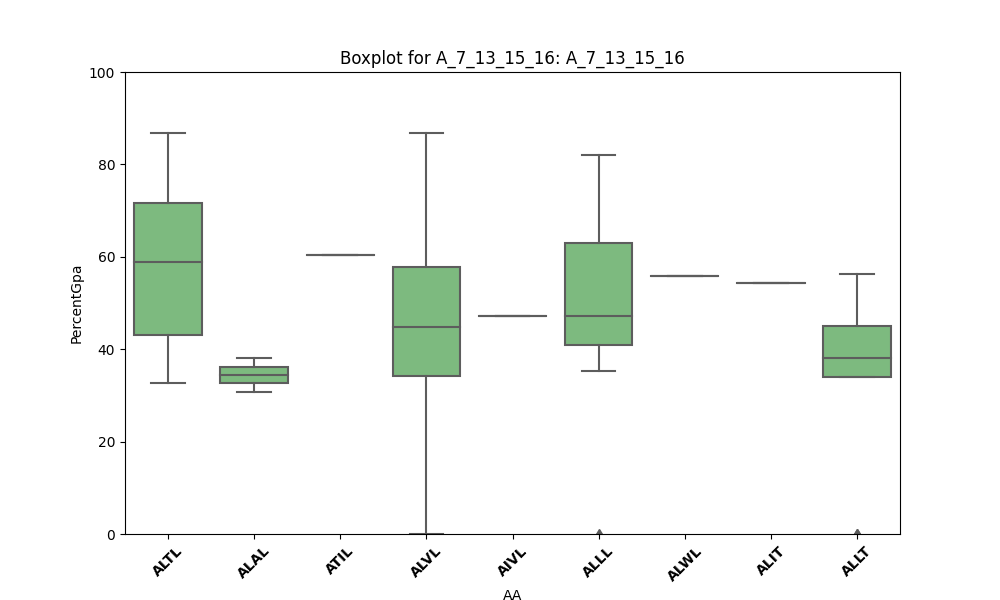 Boxplot for A_7_13_15_16: A_7_13_15_16
100
80
60
40
20
0
PercentGpa
ALTL
ALAL
ATIL
ALVL
AIVL
ALLL
ALWL
ALIT
ALLT
AA